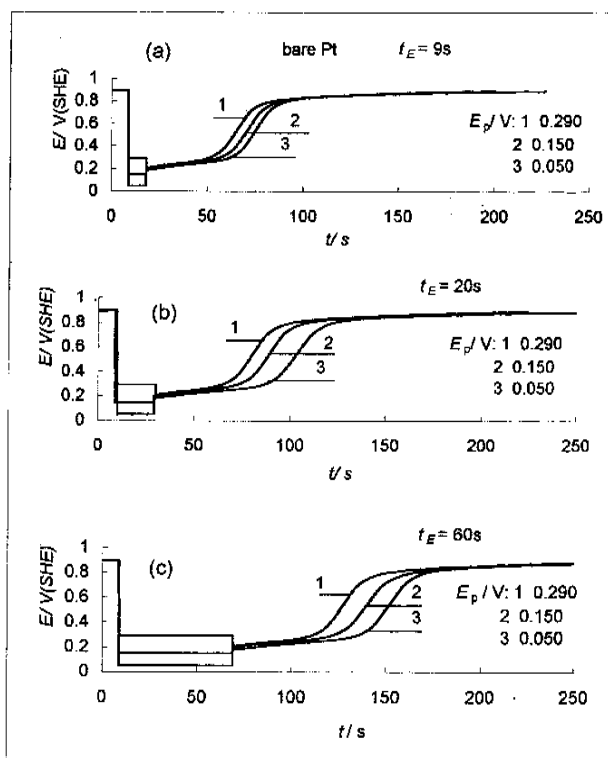 (a) bare Pt t_E = 9s
E/ V(SHE)
1
0.8
0.6
0.4
0.2
0
1
2
3
E_p/ V: 1 0.290
2 0.150
3 0.050
0 50 100 150 200 250
t/ s
(b) t_E = 20s
E/ V(SHE)
1
0.8
0.6
0.4
0.2
0
1
2
3
E_p/ V: 1 0.290
2 0.150
3 0.050
0 50 100 150 200 250
t/ s
(c) t_E = 60s
E/ V(SHE)
1
0.8
0.6
0.4
0.2
0
1
2
3
E_p / V: 1 0.290
2 0.150
3 0.050
0 50 100 150 200 250
t/ s